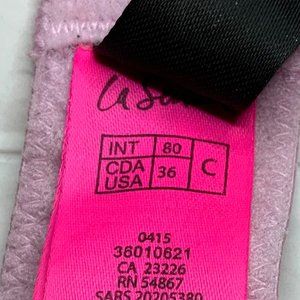 INT 80 C
CDA USA 36
0415
36010621
CA 23226
RN 54867
SARS 20205380